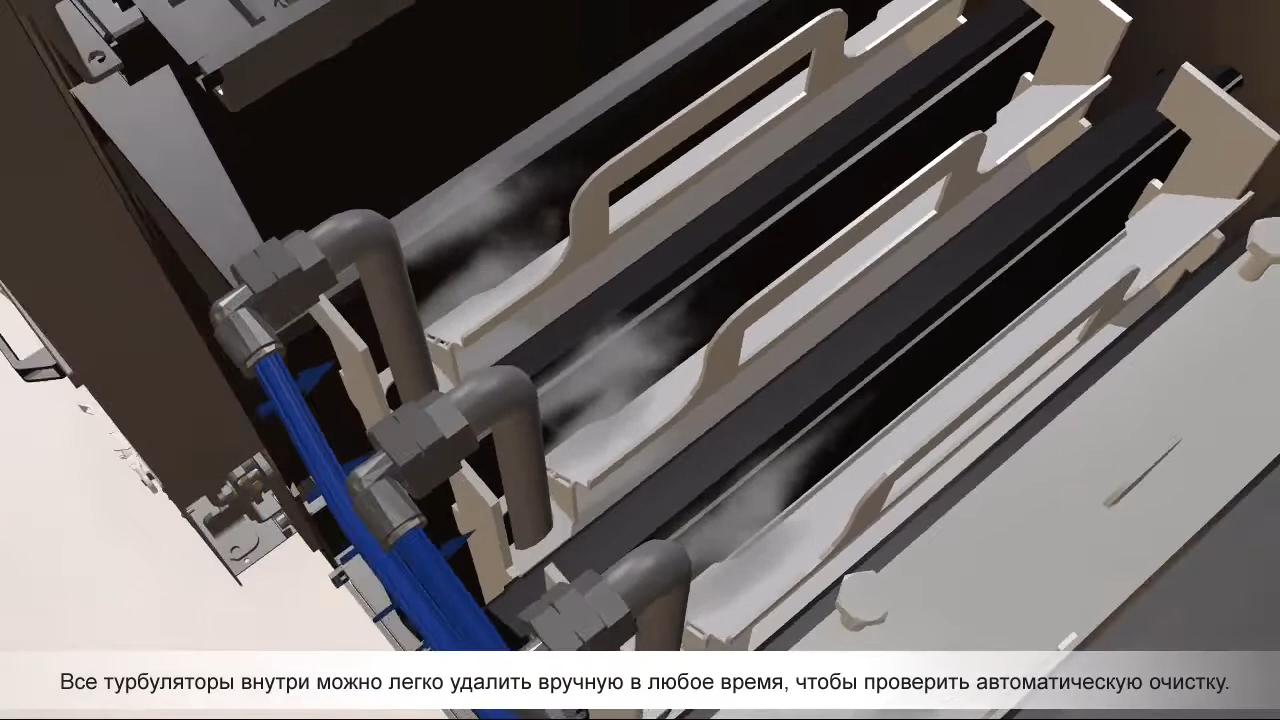 Все турбуляторы внутри можно легко удалить вручную в любое время, чтобы проверить автоматическую очистку.